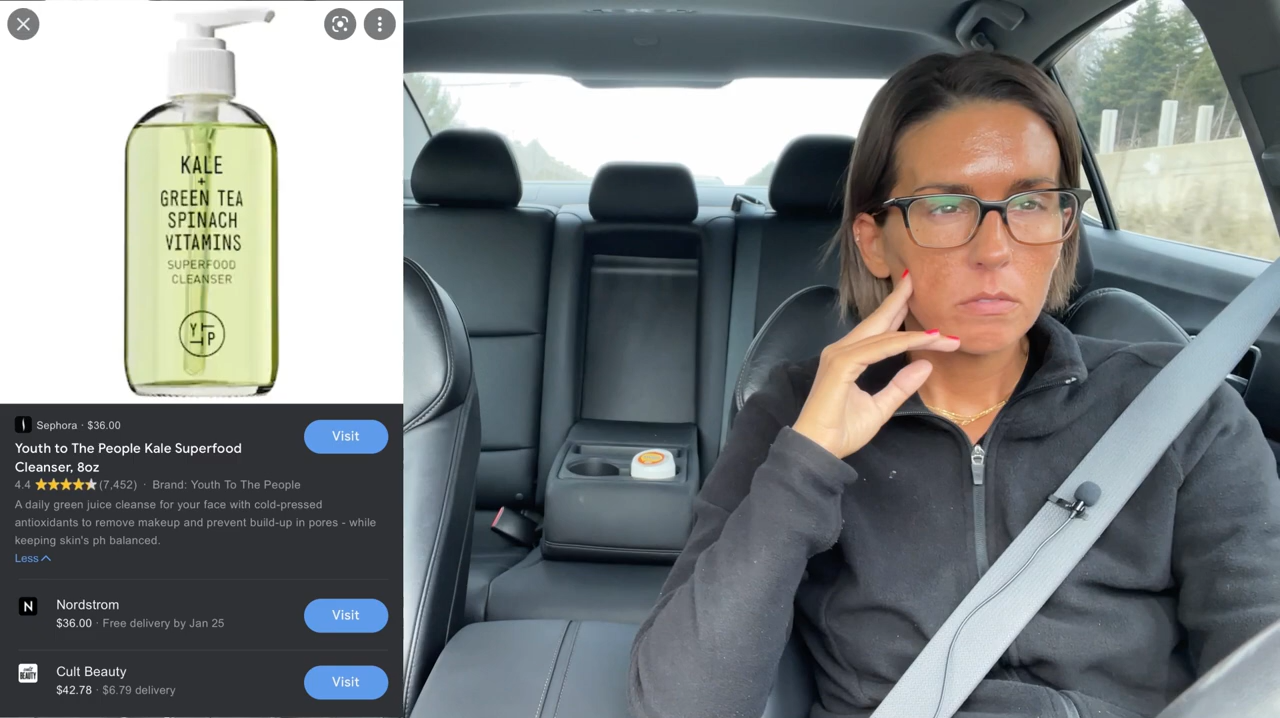 KALE
+
GREEN TEA
SPINACH
VITAMINS
SUPERFOOD
CLEANSER
Y
TP
Sephora · $36.00
Visit
Youth to The People Kale Superfood
Cleanser, 8oz
4.4 (7,452) · Brand: Youth To The People
A daily green juice cleanse for your face with cold-pressed
antioxidants to remove makeup and prevent build-up in pores - while
keeping skin's ph balanced.
Less
N
Nordstrom
$36.00 · Free delivery by Jan 25
Visit
Cult Beauty
$42.78 · $6.79 delivery
Visit